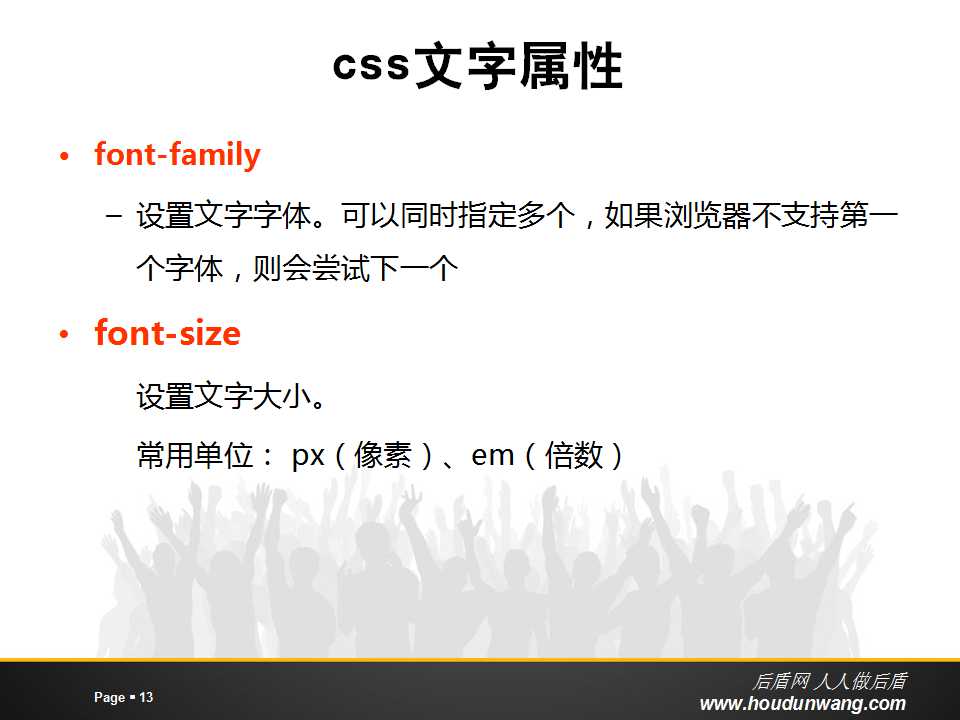 css文字属性
• font-family
– 设置文字字体。可以同时指定多个，如果浏览器不支持第一
个字体，则会尝试下一个
• font-size
设置文字大小。
常用单位： px（像素）、em（倍数）
Page ▪ 13
后盾网 人人做后盾
www.houdunwang.com